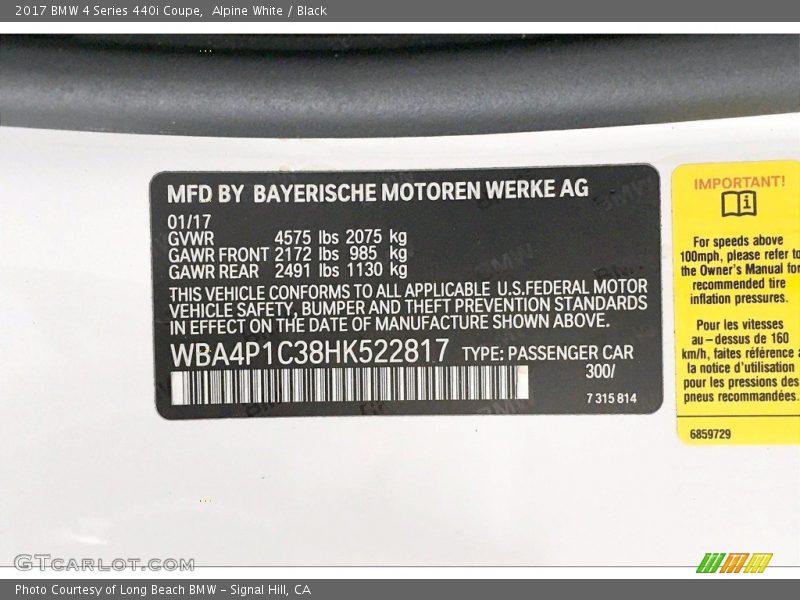 2017 BMW 4 Series 440i Coupe,  Alpine White / Black
MFD BY BAYERISCHE MOTOREN WERKE AG
01/17
GVWR 4575 lbs 2075 kg
GAWR FRONT 2172 lbs 985 kg
GAWR REAR 2491 lbs 1130 kg
THIS VEHICLE CONFORMS TO ALL APPLICABLE U.S.FEDERAL MOTOR
VEHICLE SAFETY, BUMPER AND THEFT PREVENTION STANDARDS
IN EFFECT ON THE DATE OF MANUFACTURE SHOWN ABOVE.
WBA4P1C38HK522817 TYPE: PASSENGER CAR
300/
7 315 814
IMPORTANT!
For speeds above
100mph, please refer to
the Owner's Manual for
recommended tire
inflation pressures.
Pour les vitesses
au-dessus de 160
km/h, faites référence
la notice d'utilisation
pour les pressions des
pneus recommandées.
6859729
GTCARLOT.COM
Photo Courtesy of Long Beach BMW - Signal Hill, CA